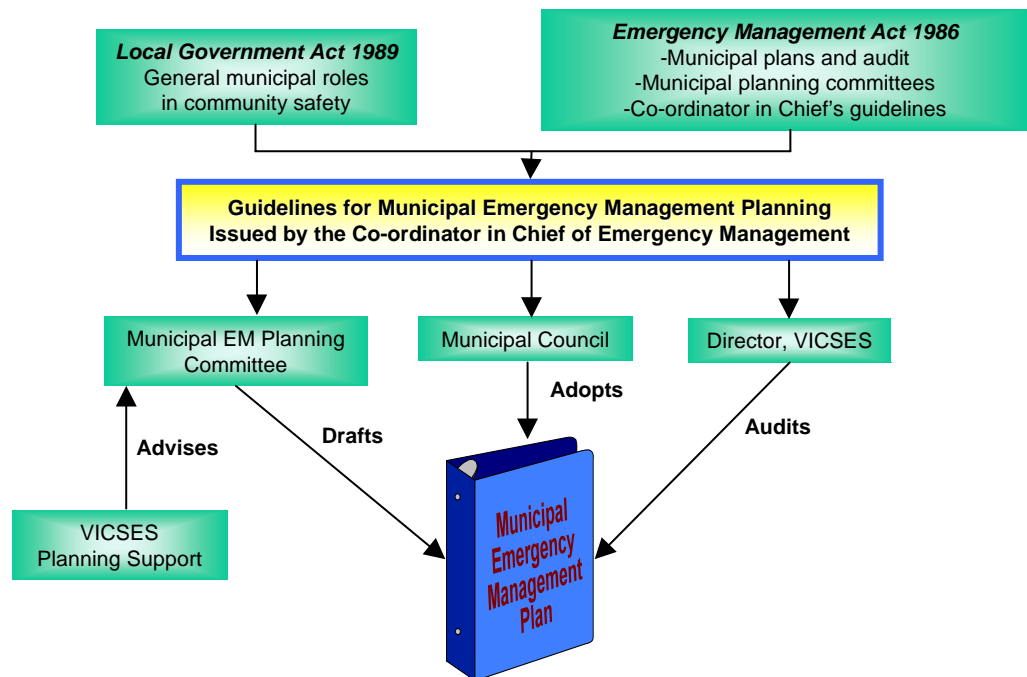 Local Government Act 1989
General municipal roles
in community safety
Emergency Management Act 1986
-Municipal plans and audit
-Municipal planning committees
-Co-ordinator in Chief's guidelines
Guidelines for Municipal Emergency Management Planning
Issued by the Co-ordinator in Chief of Emergency Management
Municipal EM Planning
Committee
Municipal Council
Director, VICSES
Advises
Drafts
Adopts
Audits
VICSES
Planning Support
Municipal
Emergency
Management
Plan